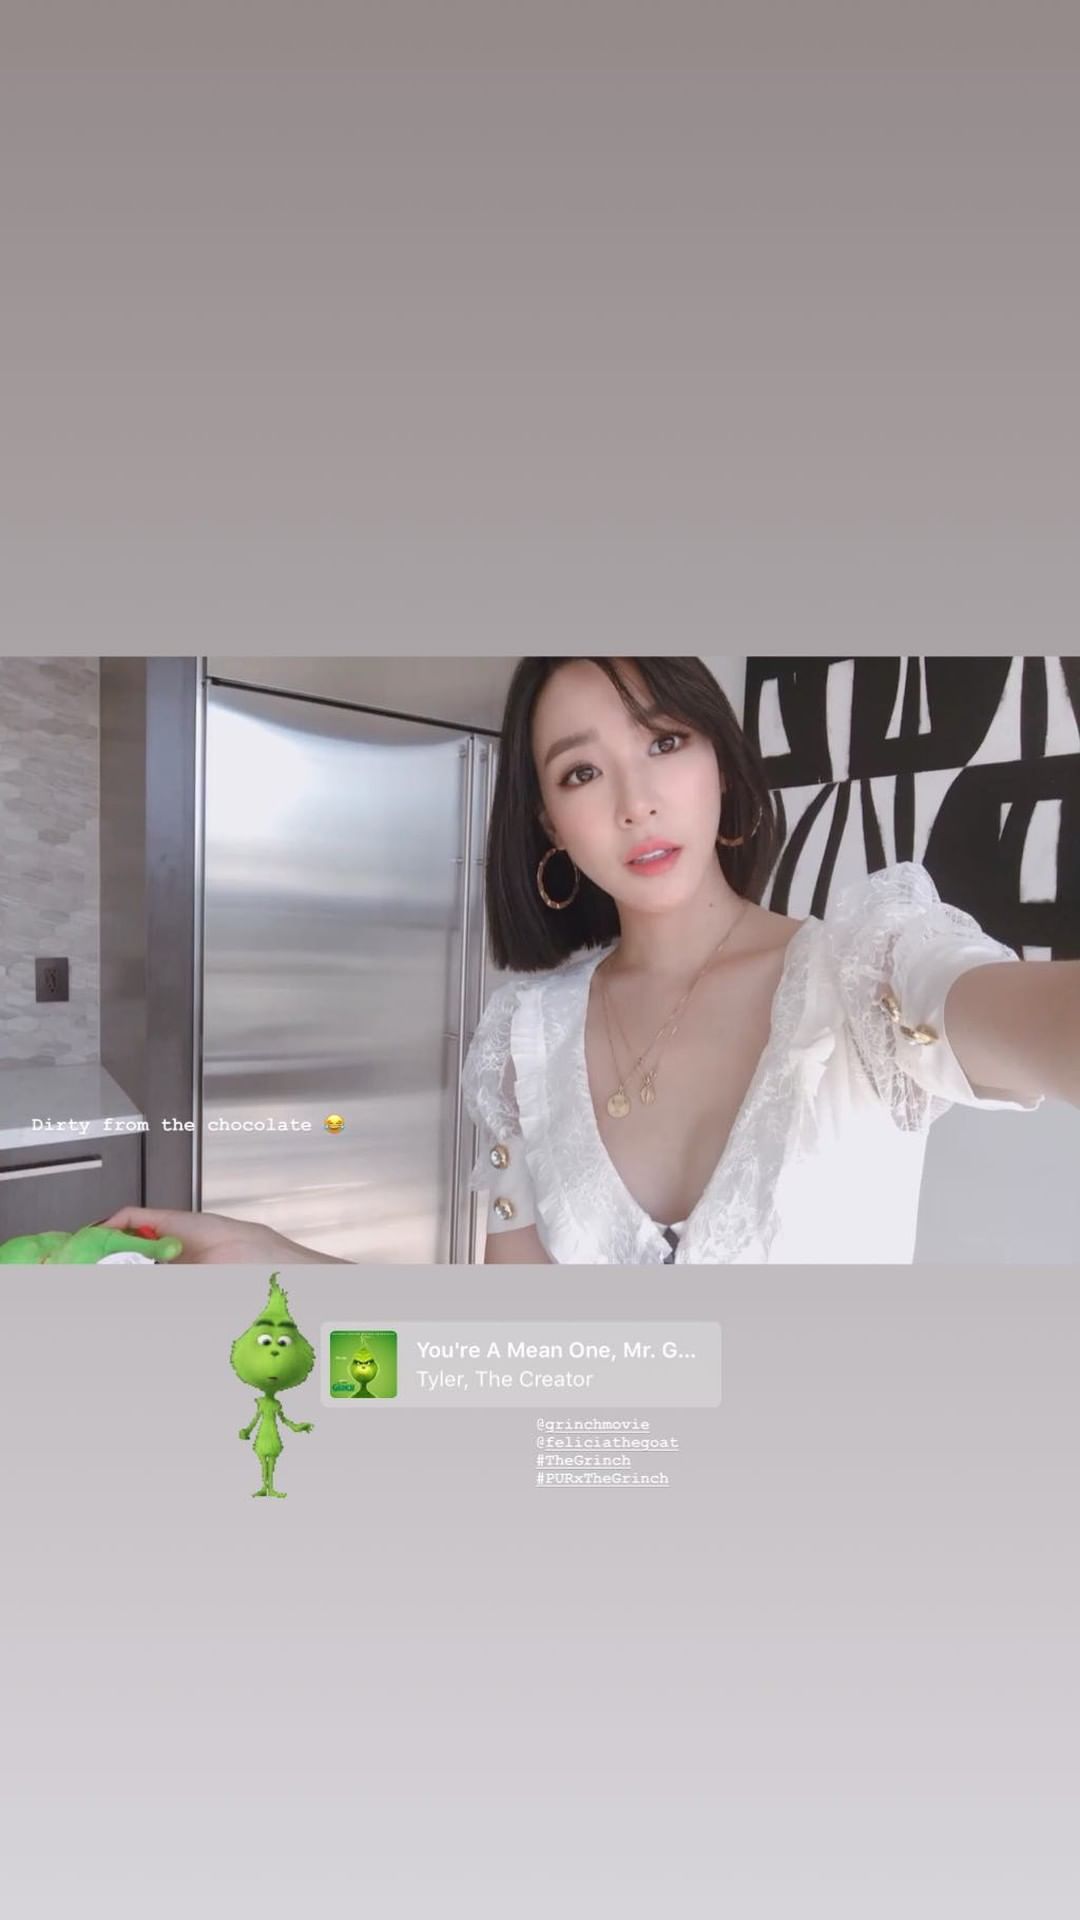 Dirty from the chocolate 😂
You're A Mean One, Mr. G...
Tyler, The Creator
@grinchmovie
@feliciathegoat
#TheGrinch
#PURxTheGrinch